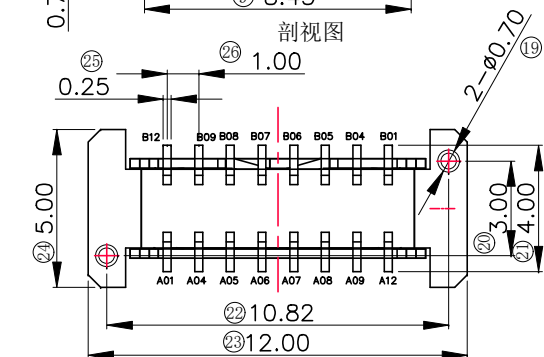 剖视图
㉕ ㉖ 1.00
0.25
2-ø0.70 ⑲
B12 B09 B08 B07 B06 B05 B04 B01
㉔ 5.00
⑳ 3.00
㉑ 4.00
A01 A04 A05 A06 A07 A08 A09 A12
㉒10.82
㉓12.00